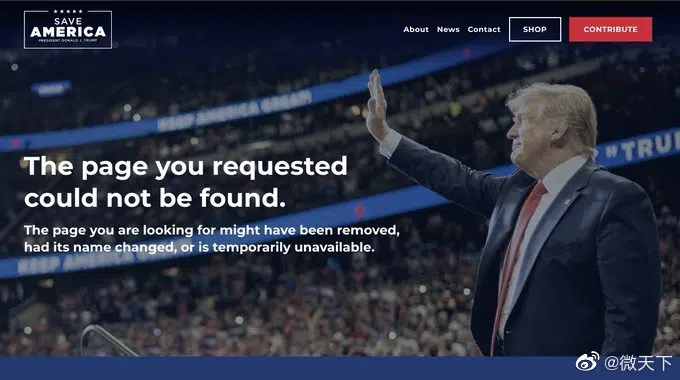 SAVE
AMERICA
PRESIDENT DONALD J. TRUMP
About News Contact SHOP CONTRIBUTE
KEEP AMERICA GREAT!
"TRU
The page you requested
could not be found.
The page you are looking for might have been removed,
had its name changed, or is temporarily unavailable.
KEEP AM
@微天下